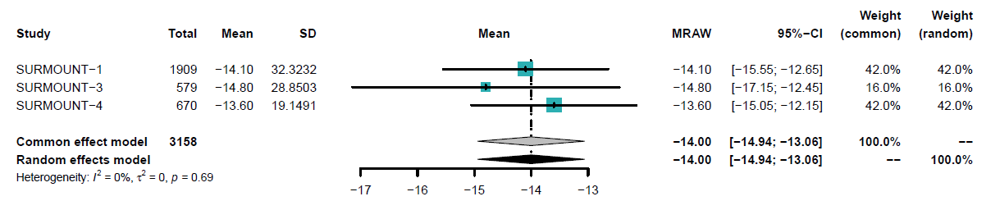 Weight Weight
Study Total Mean SD Mean MRAW 95%−CI (common) (random)
SURMOUNT−1 1909 −14.10 32.3232 −14.10 [−15.55; −12.65] 42.0% 42.0%
SURMOUNT−3 579 −14.80 28.8503 −14.80 [−17.15; −12.45] 16.0% 16.0%
SURMOUNT−4 670 −13.60 19.1491 −13.60 [−15.05; −12.15] 42.0% 42.0%
Common effect model 3158 −14.00 [−14.94; −13.06] 100.0% −−
Random effects model −14.00 [−14.94; −13.06] −− 100.0%
Heterogeneity: I² = 0%, τ² = 0, p = 0.69
−17 −16 −15 −14 −13